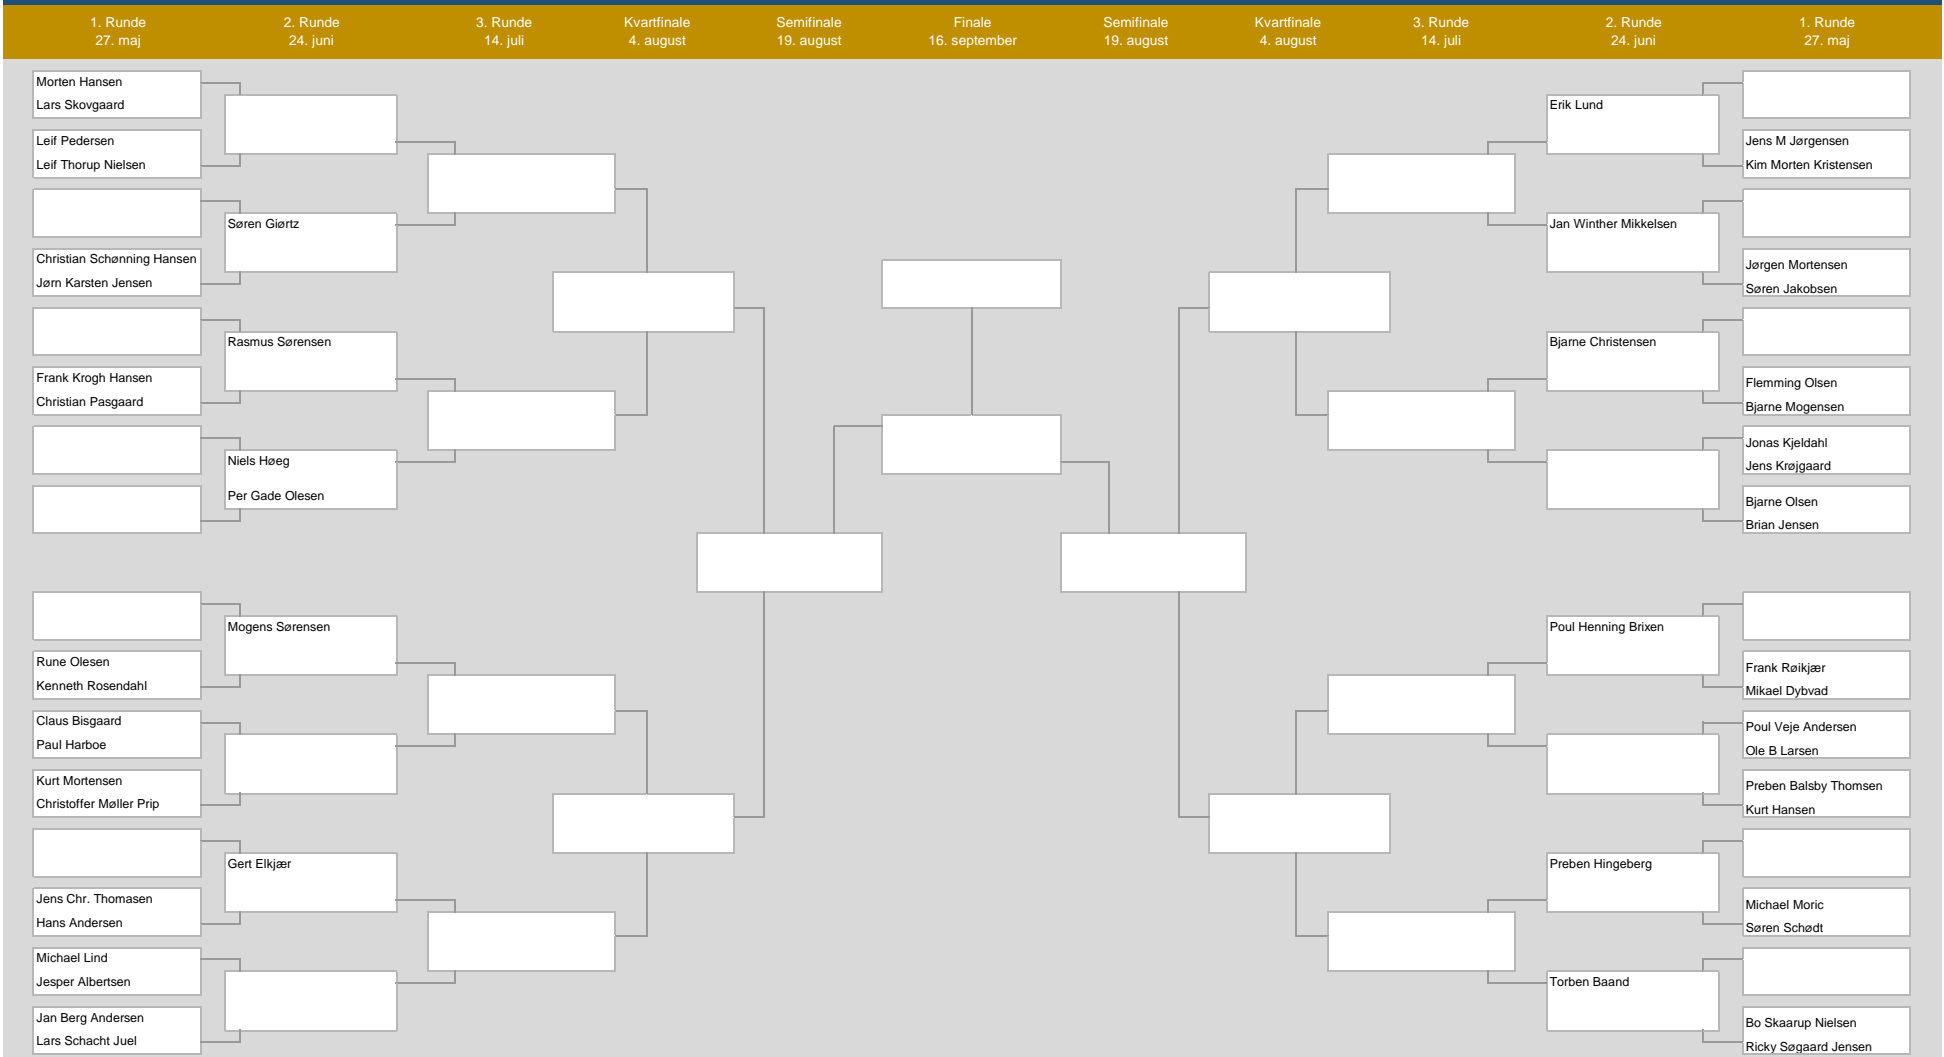 1. Runde 2. Runde 3. Runde Kvartfinale Semifinale Finale Semifinale Kvartfinale 3. Runde 2. Runde 1. Runde
27. maj 24. juni 14. juli 4. august 19. august 16. september 19. august 4. august 14. juli 24. juni 27. maj
Morten Hansen
Lars Skovgaard
Leif Pedersen
Leif Thorup Nielsen
Søren Giørtz
Christian Schønning Hansen
Jørn Karsten Jensen
Rasmus Sørensen
Frank Krogh Hansen
Christian Pasgaard
Niels Høeg
Per Gade Olesen
Mogens Sørensen
Rune Olesen
Kenneth Rosendahl
Claus Bisgaard
Paul Harboe
Kurt Mortensen
Christoffer Møller Prip
Gert Elkjær
Jens Chr. Thomasen
Hans Andersen
Michael Lind
Jesper Albertsen
Jan Berg Andersen
Lars Schacht Juel
Erik Lund
Jens M Jørgensen
Kim Morten Kristensen
Jan Winther Mikkelsen
Jørgen Mortensen
Søren Jakobsen
Bjarne Christensen
Flemming Olsen
Bjarne Mogensen
Jonas Kjeldahl
Jens Krøjgaard
Bjarne Olsen
Brian Jensen
Poul Henning Brixen
Frank Røikjær
Mikael Dybvad
Poul Veje Andersen
Ole B Larsen
Preben Balsby Thomsen
Kurt Hansen
Preben Hingeberg
Michael Moric
Søren Schødt
Torben Baand
Bo Skaarup Nielsen
Ricky Søgaard Jensen